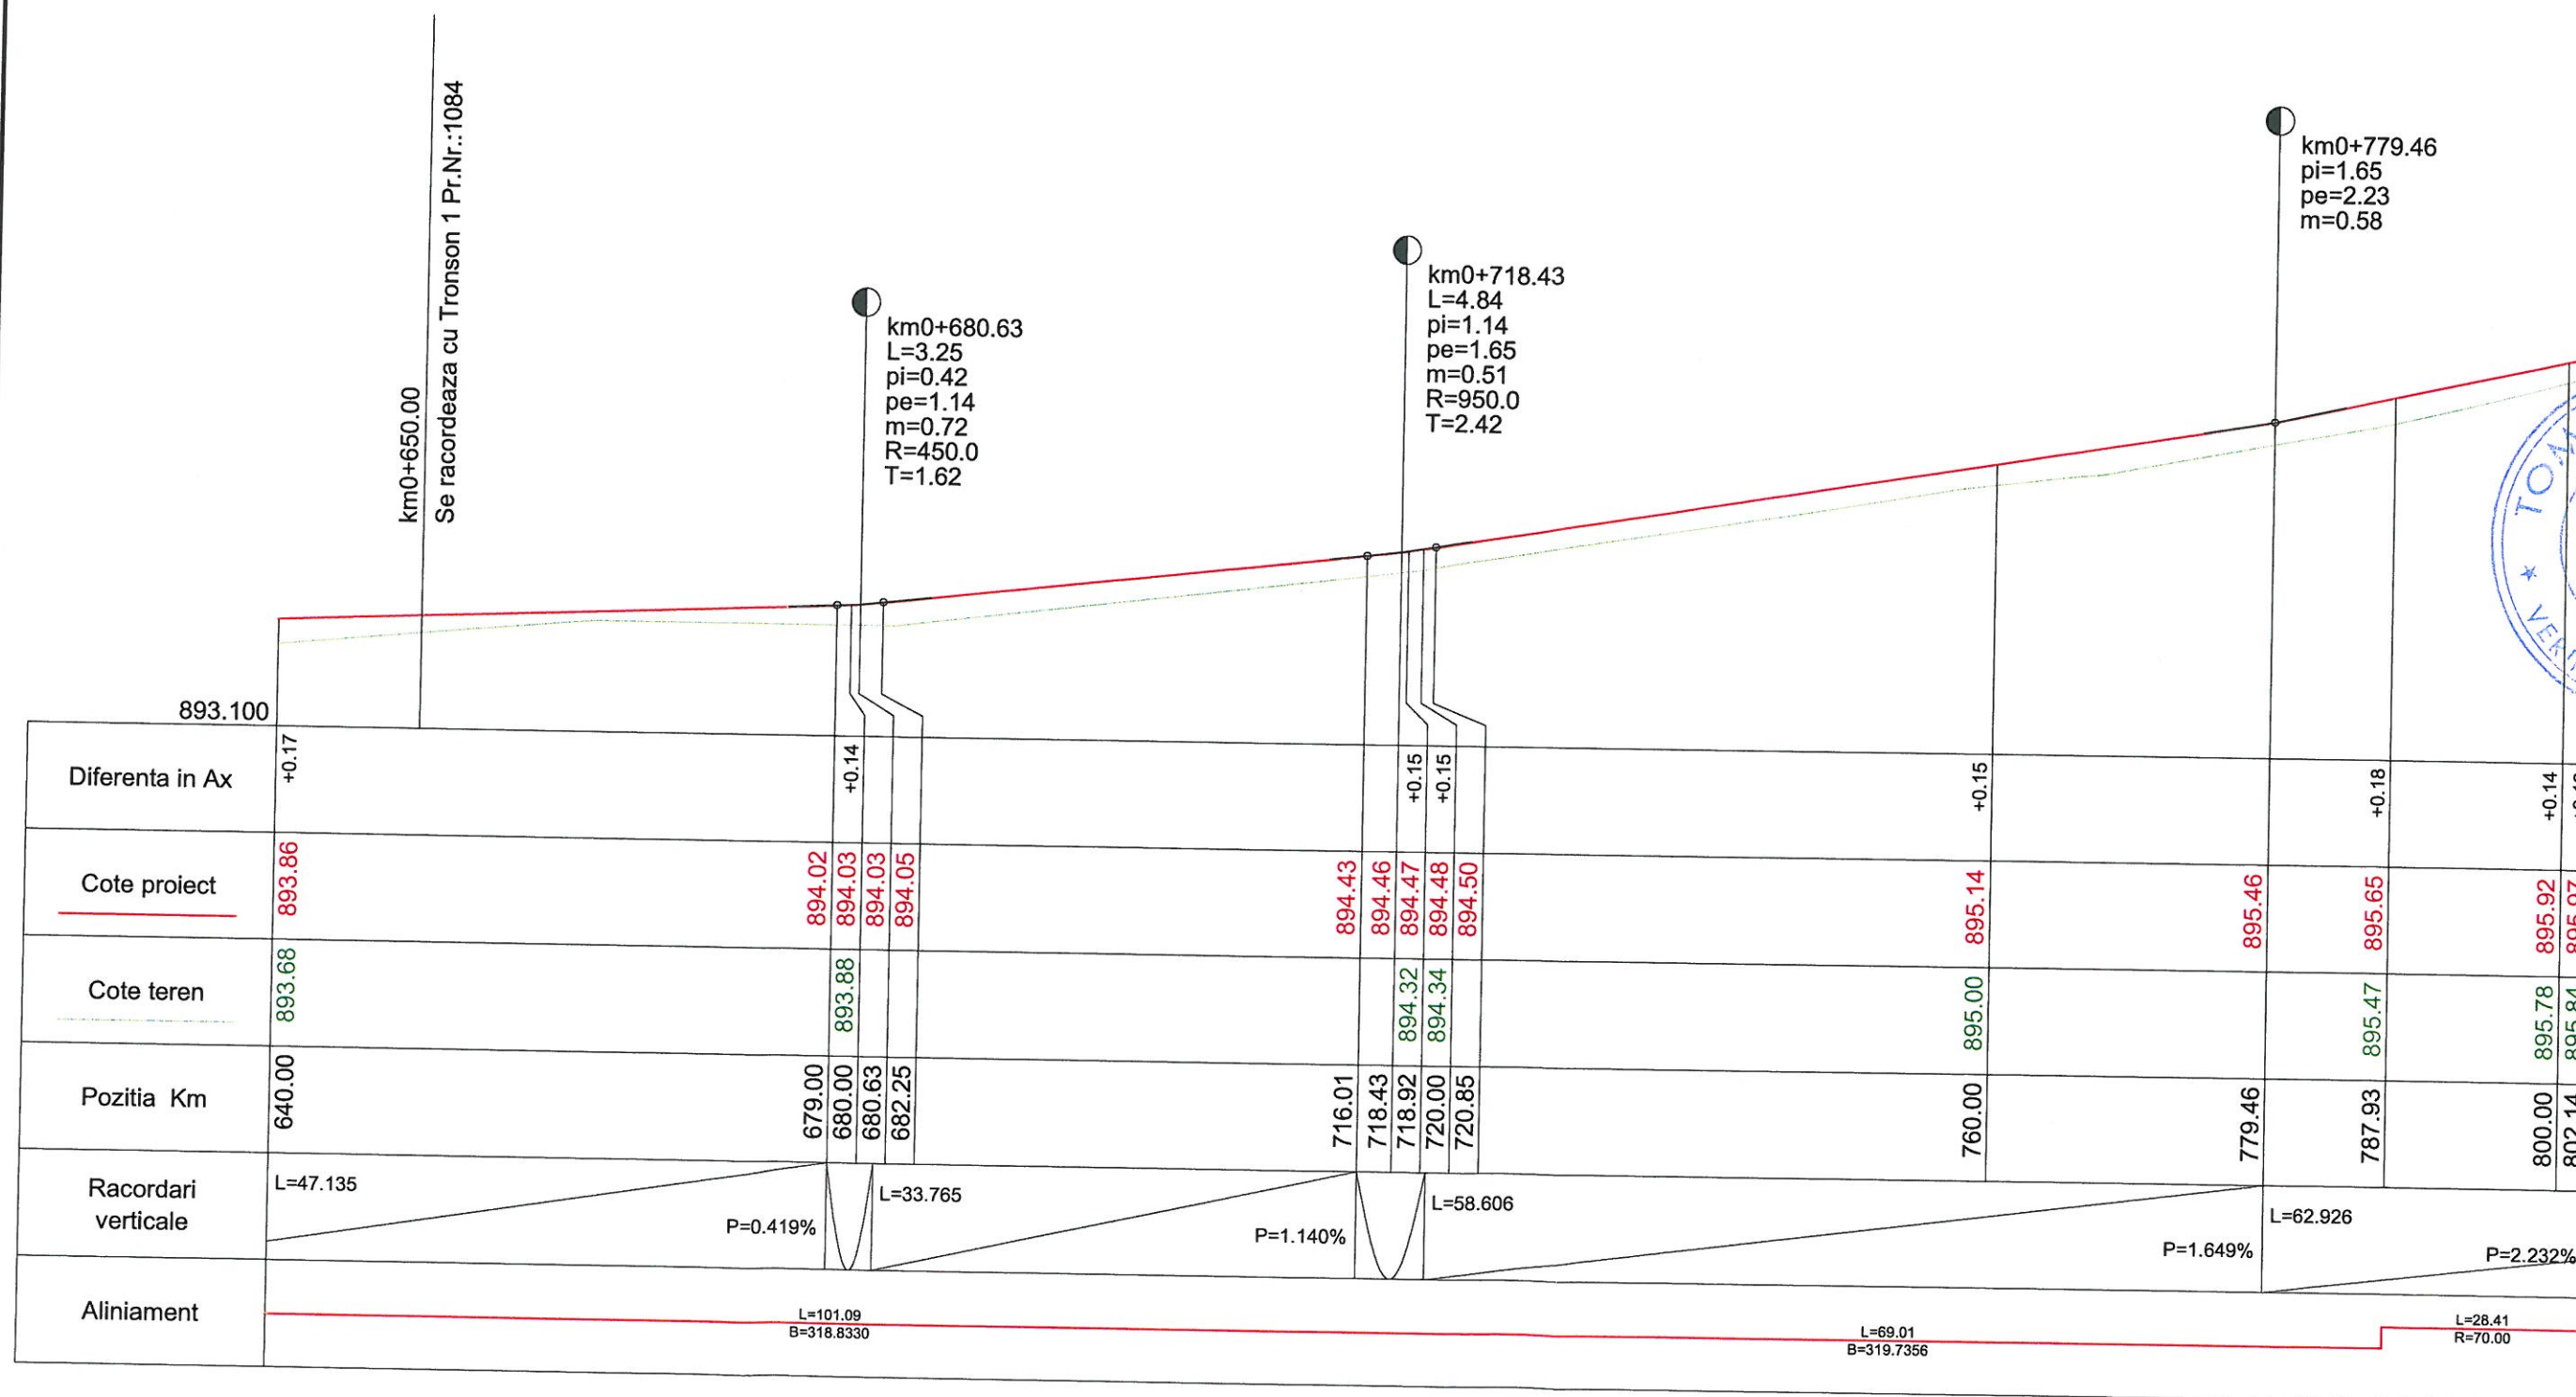 km0+650.00
Se racordeaza cu Tronson 1 Pr.Nr.:1084
km0+680.63
L=3.25
pi=0.42
pe=1.14
m=0.72
R=450.0
T=1.62
km0+718.43
L=4.84
pi=1.14
pe=1.65
m=0.51
R=950.0
T=2.42
km0+779.46
pi=1.65
pe=2.23
m=0.58
893.100
Diferenta in Ax +0.17 +0.14 +0.15 +0.15 +0.15 +0.18 +0.14
Cote proiect 893.86 894.02 894.03 894.03 894.05 894.43 894.46 894.47 894.48 894.50 895.14 895.46 895.65 895.92 895.97
Cote teren 893.68 893.88 894.32 894.34 895.00 895.47 895.78 895.84
Pozitia Km 640.00 679.00 680.00 680.63 682.25 716.01 718.43 718.92 720.00 720.85 760.00 779.46 787.93 800.00 802.14
Racordari
verticale
L=47.135 P=0.419% L=33.765 P=1.140% L=58.606 P=1.649% L=62.926 P=2.232%
Aliniament
L=101.09
B=318.8330
L=69.01
B=319.7356
L=28.41
R=70.00